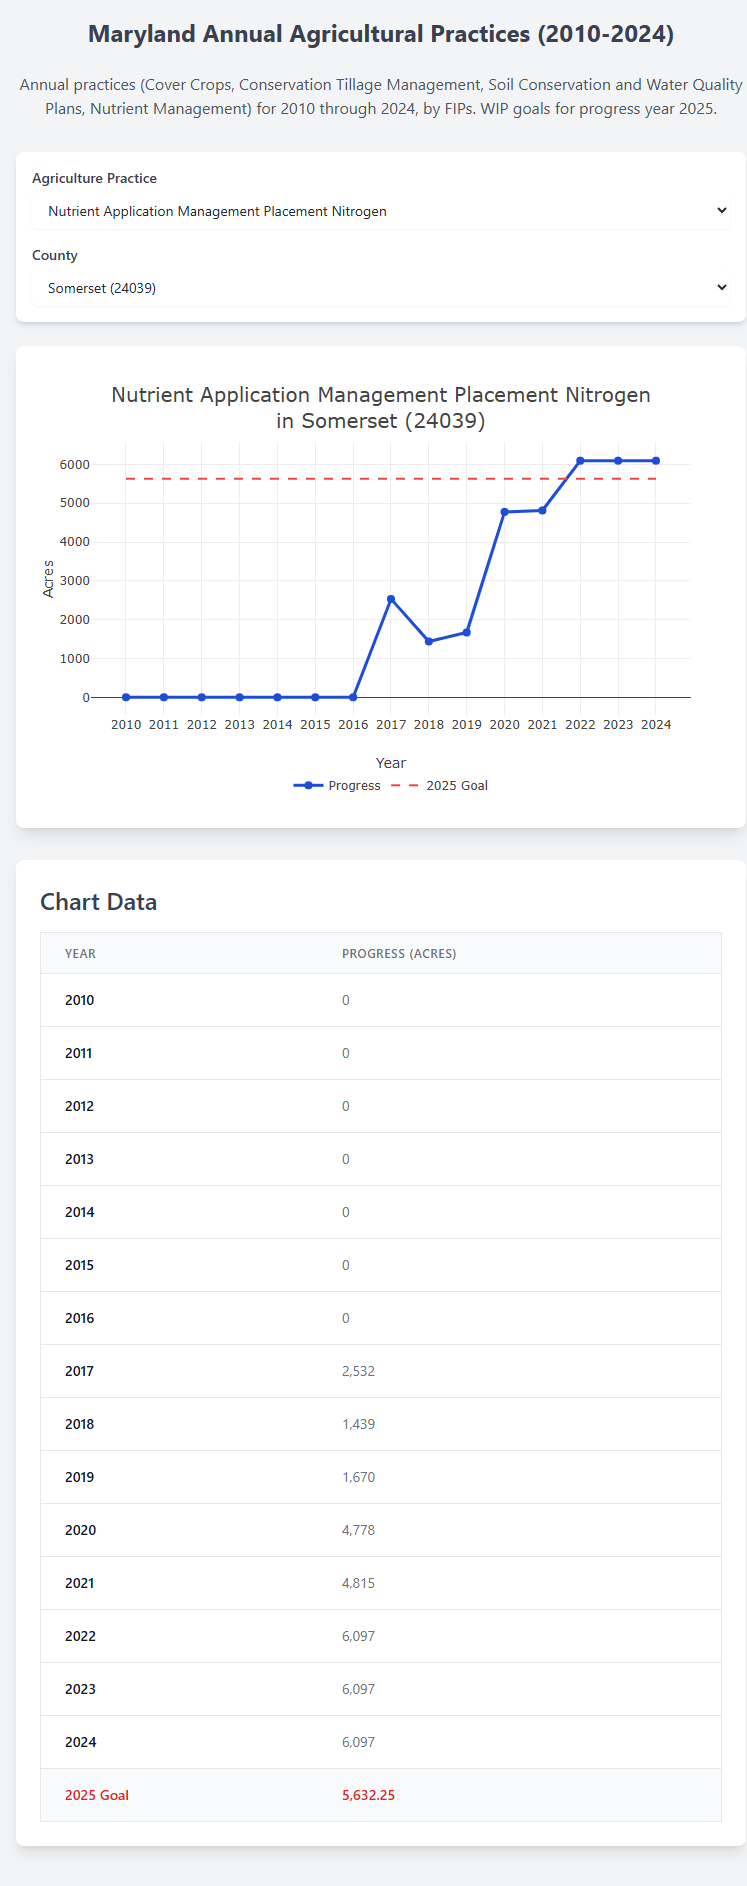 Maryland Annual Agricultural Practices (2010-2024)
Annual practices (Cover Crops, Conservation Tillage Management, Soil Conservation and Water Quality
Plans, Nutrient Management) for 2010 through 2024, by FIPs. WIP goals for progress year 2025.
Agriculture Practice
Nutrient Application Management Placement Nitrogen
County
Somerset (24039)
Nutrient Application Management Placement Nitrogen
in Somerset (24039)
6000
5000
4000
3000
2000
1000
0
Acres
2010 2011 2012 2013 2014 2015 2016 2017 2018 2019 2020 2021 2022 2023 2024
Year
Progress 2025 Goal
Chart Data
YEAR PROGRESS (ACRES)
2010 0
2011 0
2012 0
2013 0
2014 0
2015 0
2016 0
2017 2,532
2018 1,439
2019 1,670
2020 4,778
2021 4,815
2022 6,097
2023 6,097
2024 6,097
2025 Goal 5,632.25